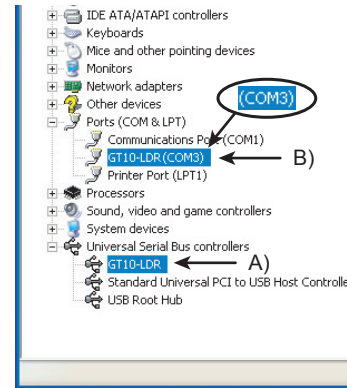 IDE ATA/ATAPI controllers
Keyboards
Mice and other pointing devices
Monitors
Network adapters
Other devices
(COM3)
Ports (COM & LPT)
Communications Port (COM1)
GT10-LDR(COM3)
B)
Printer Port (LPT1)
Processors
Sound, video and game controllers
System devices
Universal Serial Bus controllers
GT10-LDR
A)
Standard Universal PCI to USB Host Controlle
USB Root Hub